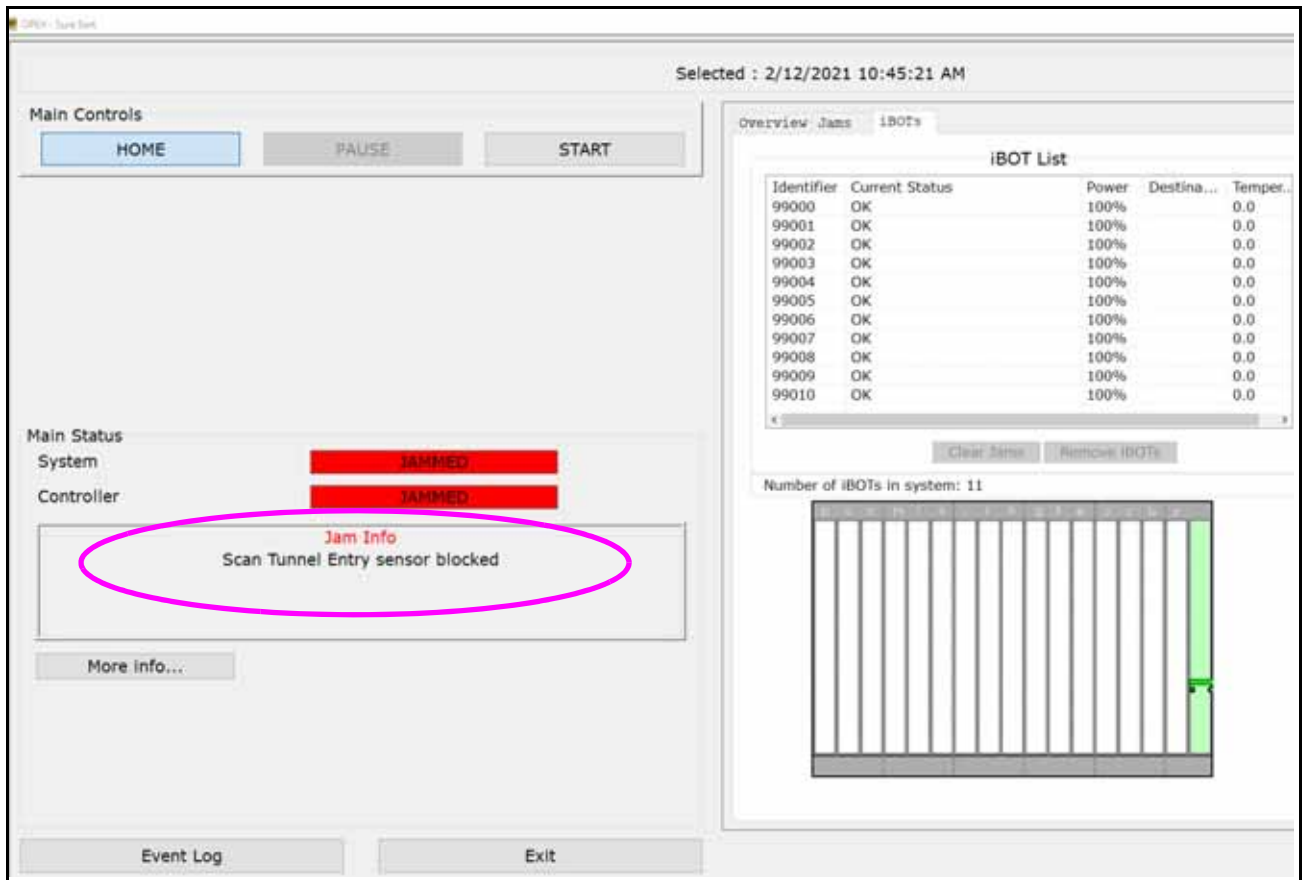 OPEX - Sure Sort
Selected : 2/12/2021 10:45:21 AM
Main Controls
HOME PAUSE START
Main Status
System JAMMED
Controller JAMMED
Jam Info
Scan Tunnel Entry sensor blocked
More info...
Event Log Exit
Overview Jams iBOTs
iBOT List
Identifier Current Status Power Destina... Temper..
99000 OK 100% 0.0
99001 OK 100% 0.0
99002 OK 100% 0.0
99003 OK 100% 0.0
99004 OK 100% 0.0
99005 OK 100% 0.0
99006 OK 100% 0.0
99007 OK 100% 0.0
99008 OK 100% 0.0
99009 OK 100% 0.0
99010 OK 100% 0.0
Clear Jams Remove iBOTs
Number of iBOTs in system: 11